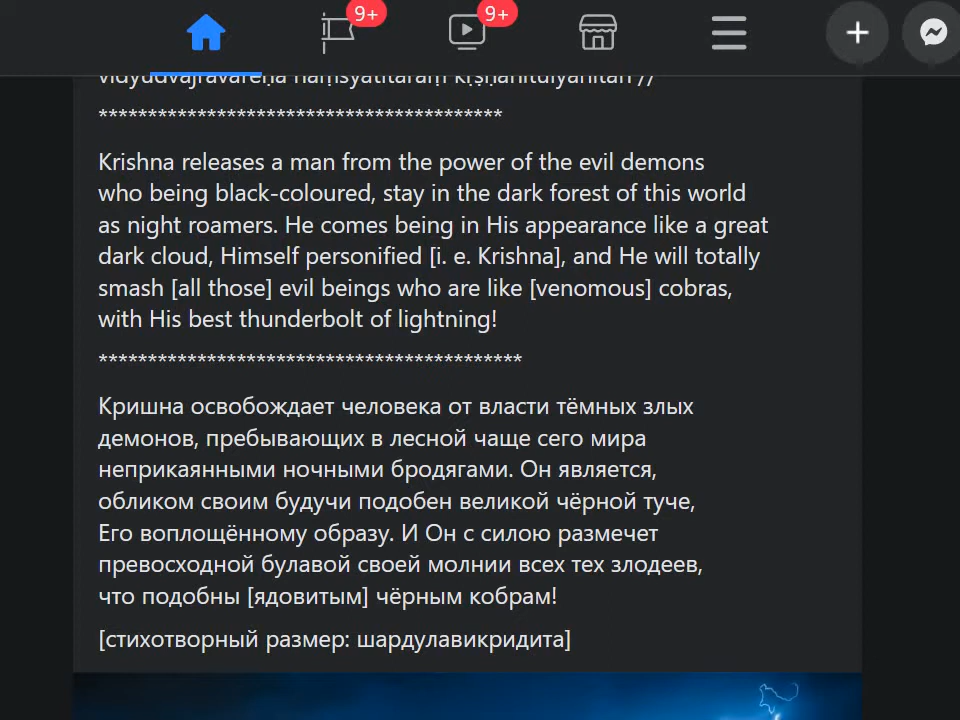 9+
9+
vidyudvajravareṇa
****************************************
Krishna releases a man from the power of the evil demons
who being black-coloured, stay in the dark forest of this world
as night roamers. He comes being in His appearance like a great
dark cloud, Himself personified [i. e. Krishna], and He will totally
smash [all those] evil beings who are like [venomous] cobras,
with His best thunderbolt of lightning!
******************************************
Кришна освобождает человека от власти тёмных злых
демонов, пребывающих в лесной чаще сего мира
неприкаянными ночными бродягами. Он является,
обликом своим будучи подобен великой чёрной туче,
Его воплощённому образу. И Он с силою размечет
превосходной булавой своей молнии всех тех злодеев,
что подобны [ядовитым] чёрным кобрам!
[стихотворный размер: шардулавикридита]